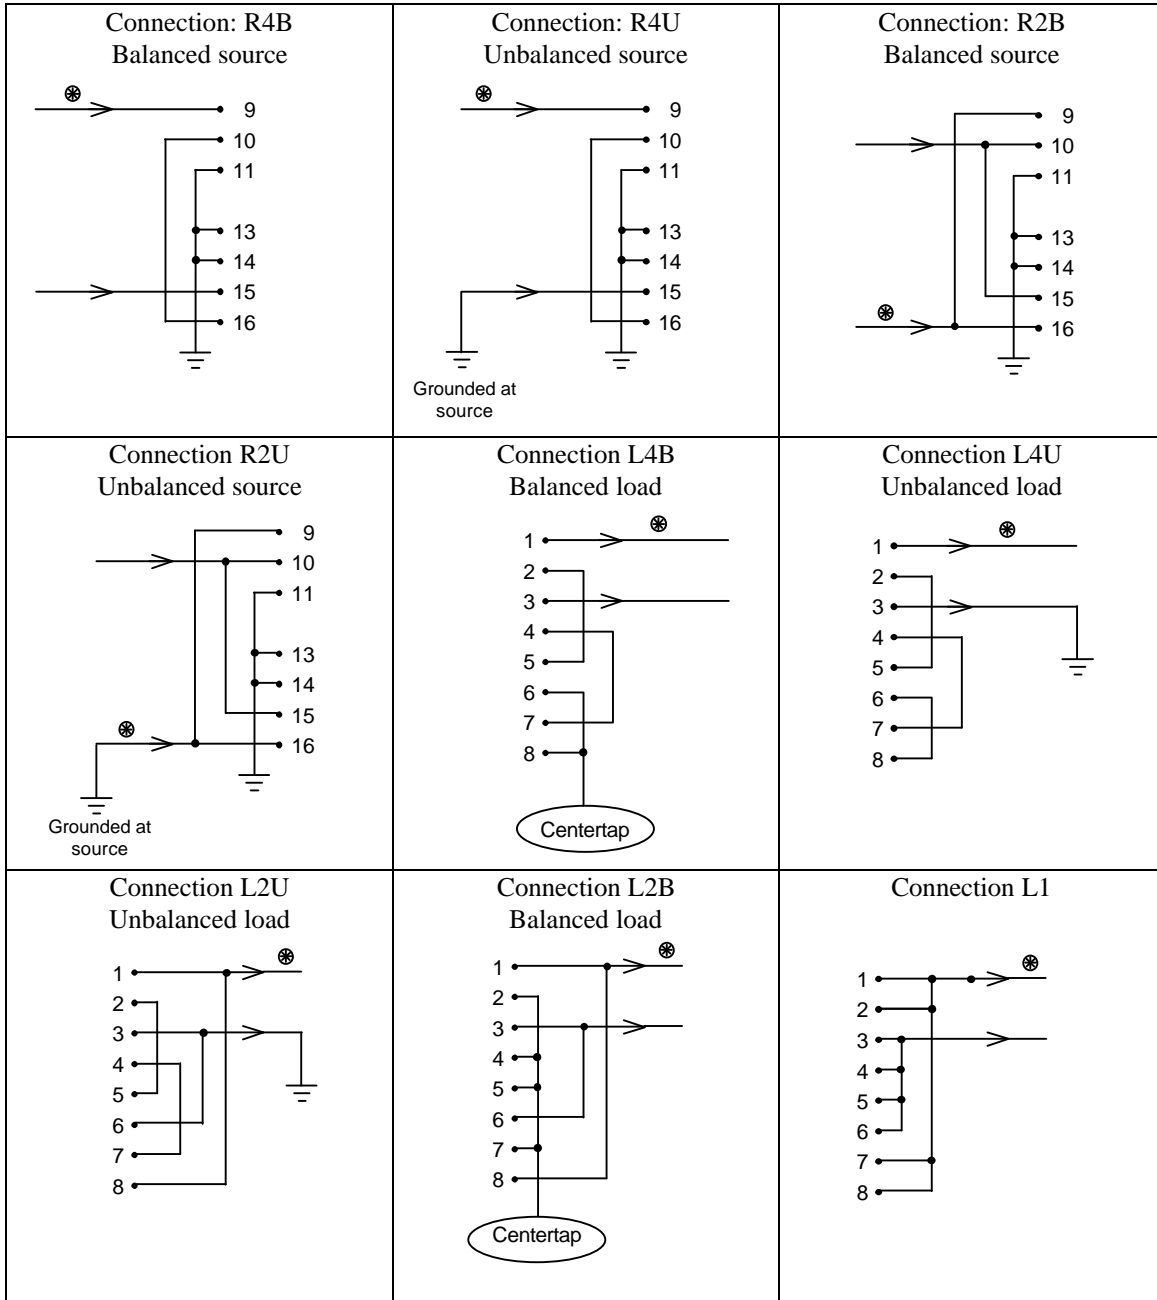 Connection: R4B
Balanced source
9
10
11
13
14
15
16
Connection: R4U
Unbalanced source
9
10
11
13
14
15
16
Grounded at
source
Connection: R2B
Balanced source
9
10
11
13
14
15
16
Connection R2U
Unbalanced source
9
10
11
13
14
15
16
Grounded at
source
Connection L4B
Balanced load
1
2
3
4
5
6
7
8
Centertap
Connection L4U
Unbalanced load
1
2
3
4
5
6
7
8
Connection L2U
Unbalanced load
1
2
3
4
5
6
7
8
Connection L2B
Balanced load
1
2
3
4
5
6
7
8
Centertap
Connection L1
1
2
3
4
5
6
7
8